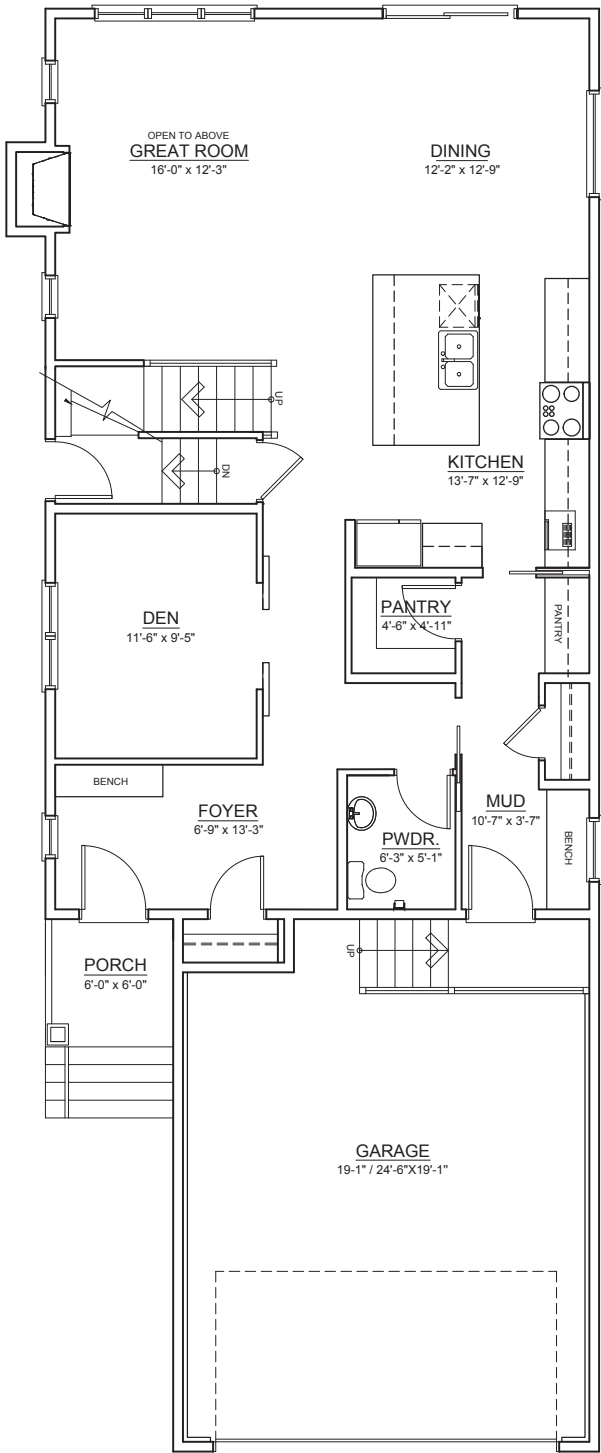 OPEN TO ABOVE
GREAT ROOM
16'-0" x 12'-3"
DINING
12'-2" x 12'-9"
UP
DN
KITCHEN
13'-7" x 12'-9"
DEN
11'-6" x 9'-5"
PANTRY
4'-6" x 4'-11"
PANTRY
BENCH
FOYER
6'-9" x 13'-3"
PWDR.
6'-3" x 5'-1"
MUD
10'-7" x 3'-7"
BENCH
PORCH
6'-0" x 6'-0"
UP
GARAGE
19-1" / 24'-6"X19'-1"